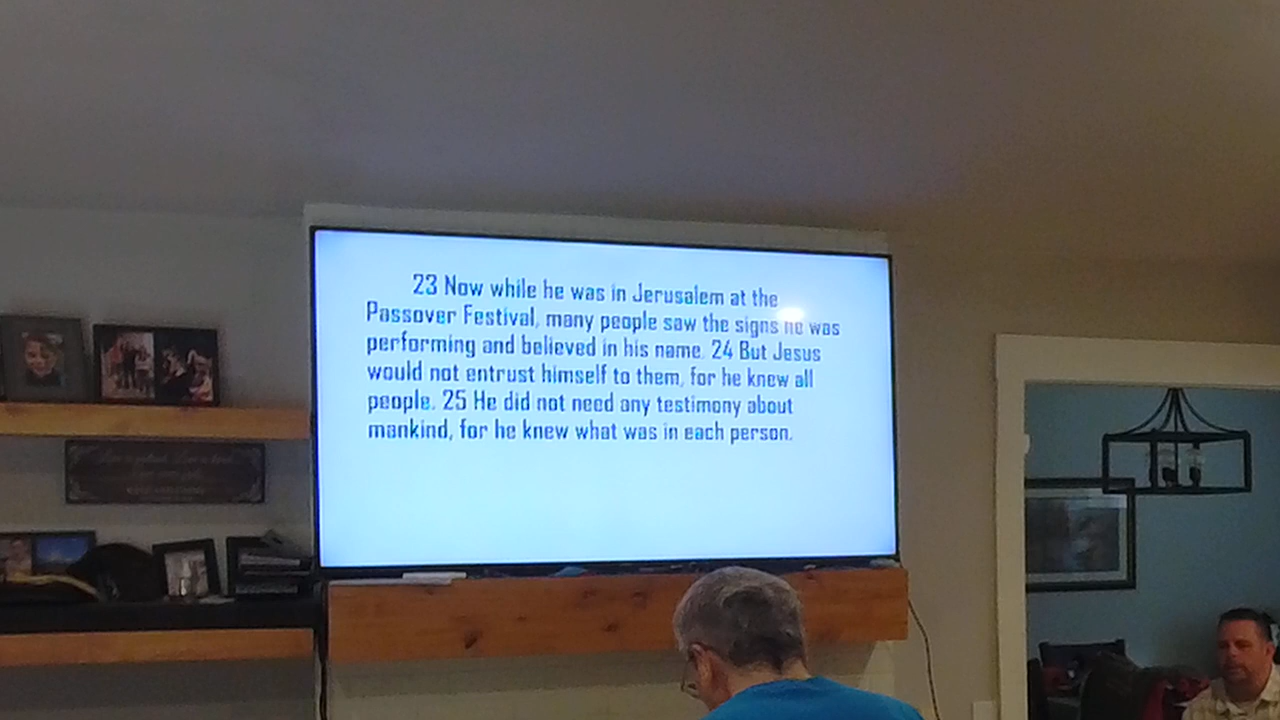 23 Now while he was in Jerusalem at the
Passover Festival, many people saw the signs he was
performing and believed in his name. 24 But Jesus
would not entrust himself to them, for he knew all
people. 25 He did not need any testimony about
mankind, for he knew what was in each person.